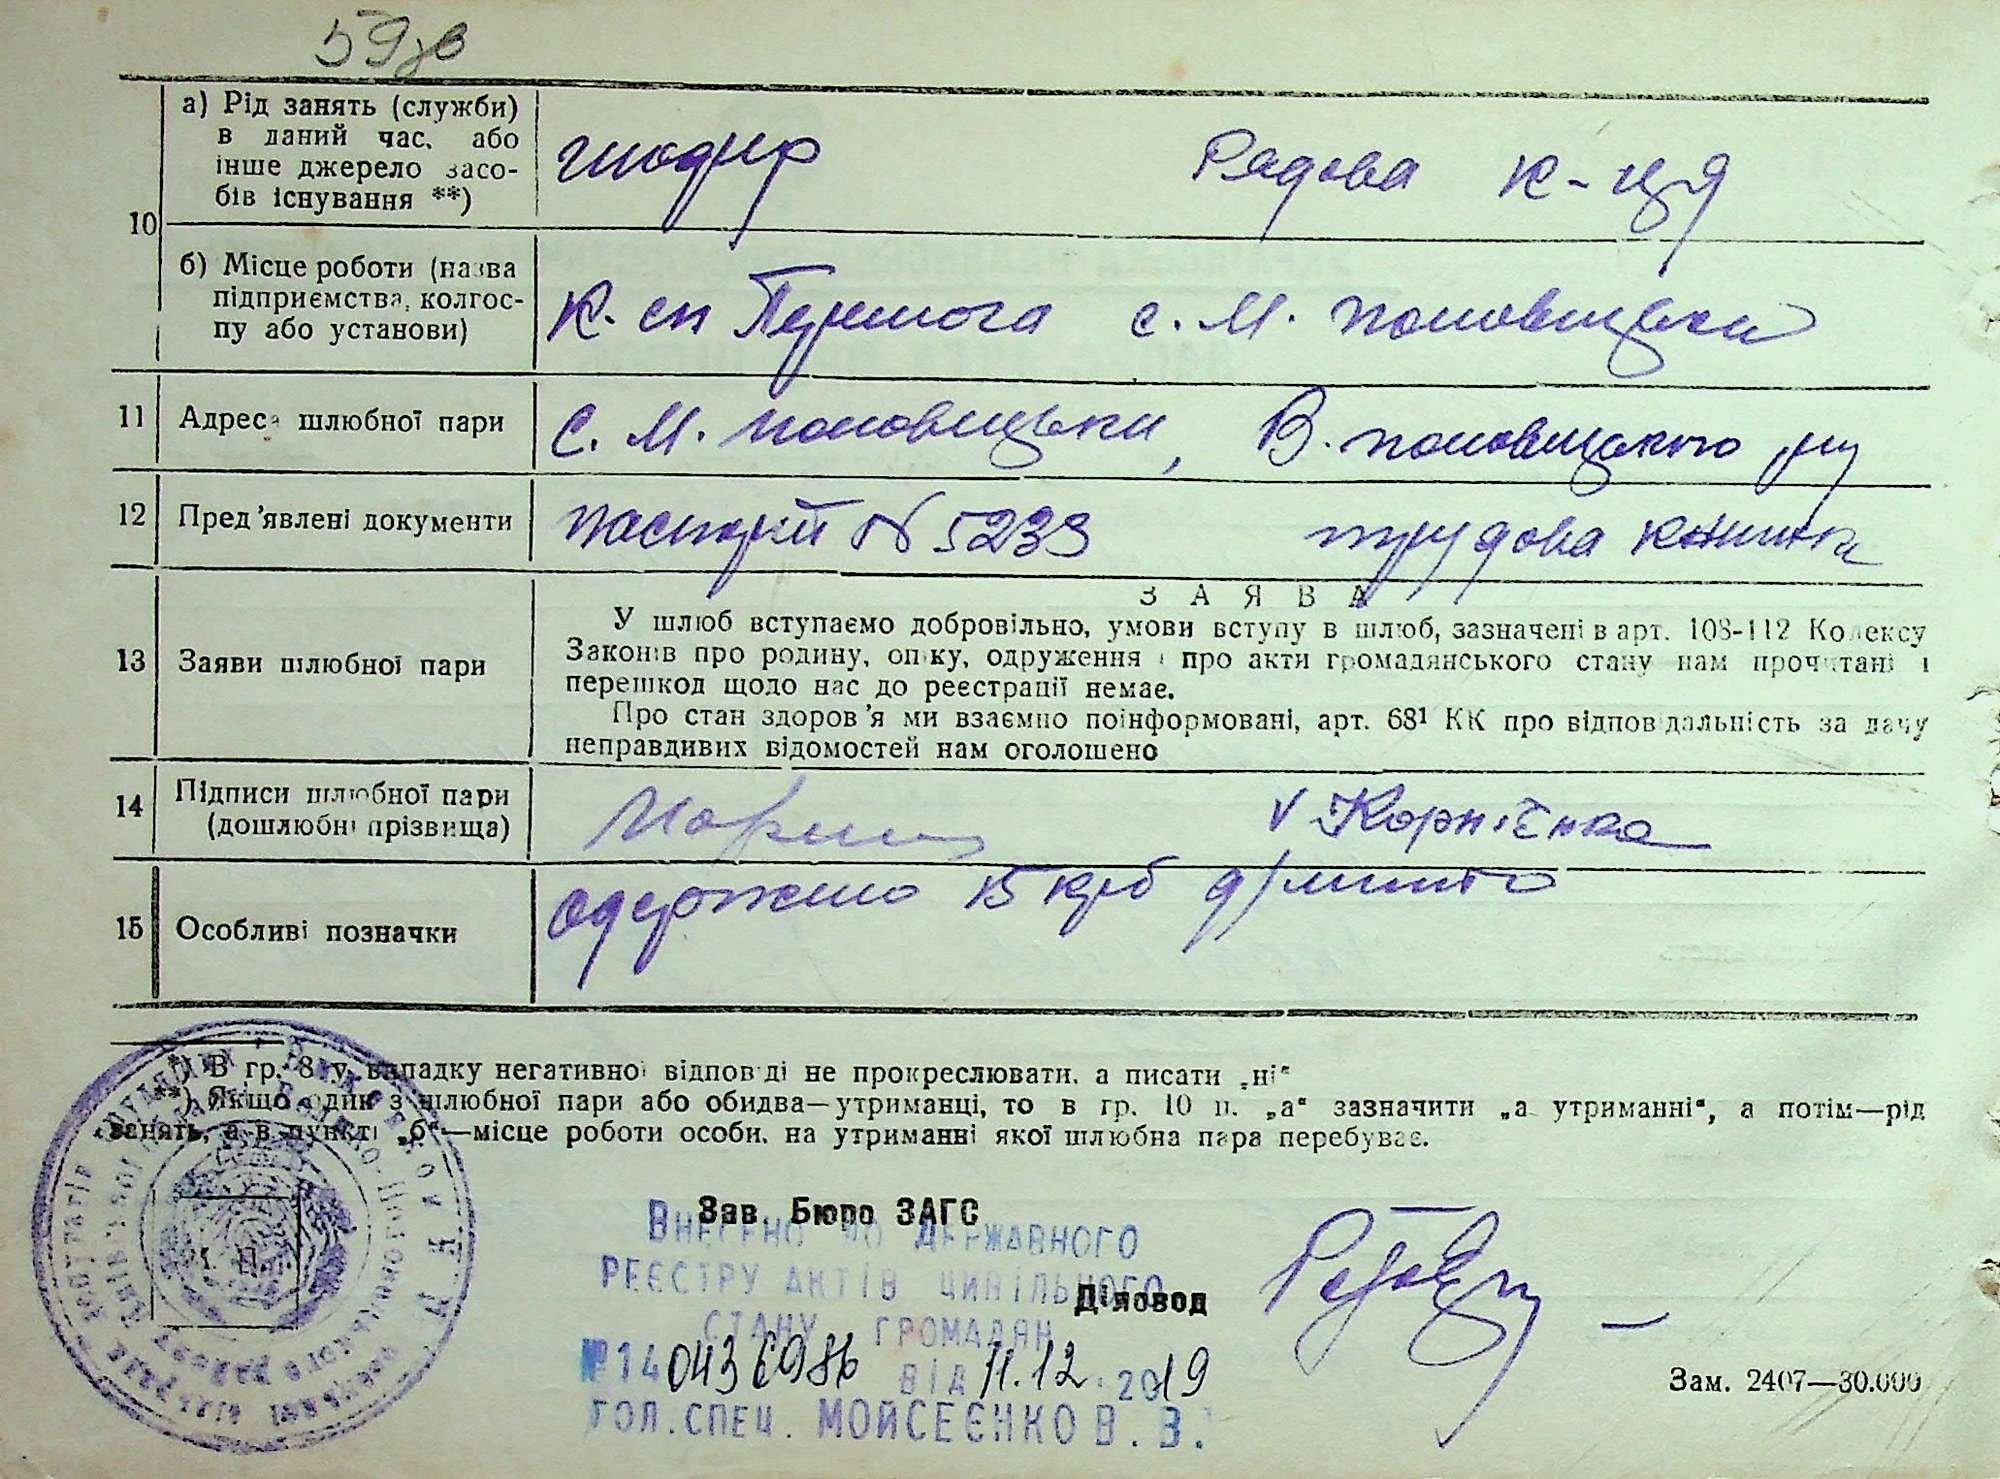 59зв
а) Рід занять (служби)
в даний час, або
інше джерело засо-
бів існування **)
шофер Рядова к-ця
10
б) Місце роботи (назва
підприємства, колгос-
пу або установи)
К-сп Перемога с. М. Половецьки
11 Адреса шлюбної пари
с. М. Половецьки, В. Половецького р-ну
12 Пред'явлені документи
паспорт N 5239 трудова книжка
ЗАЯВА
У шлюб вступаємо добровільно, умови вступу в шлюб, зазначені в арт. 108-112 Кодексу
13 Заяви шлюбної пари
Законів про родину, опіку, одруження і про акти громадянського стану нам прочитані і
перешкод щодо нас до реєстрації немає.
Про стан здоров'я ми взаємно поінформовані, арт. 68¹ КК про відповідальність за дачу
неправдивих відомостей нам оголошено
14 Підписи шлюбної пари
(дошлюбні прізвища)
V Корнієнко
15 Особливі позначки
одержано 15 крб
*) В гр. 8 у випадку негативної відповіді не прокреслювати, а писати „ні"
**) Якщо один з шлюбної пари або обидва—утриманці, то в гр. 10 п. „а" зазначити „а утриманні", а потім—рід
занять, а в пункті „б"—місце роботи особи, на утриманні якої шлюбна пара перебуває.
Зав. Бюро ЗАГС
Внесено до державного
реєстру актів цивільного
Діловод
стану громадян
№ 14 0436986 від 11.12.2019
гол. спец. Мойсеєнко В. В.
Зам. 2407—30.000